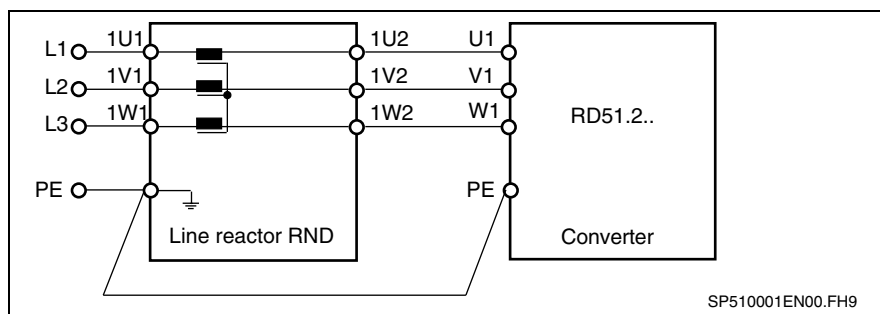 L1 1U1 1U2 U1
L2 1V1 1V2 V1
L3 1W1 1W2 W1
RD51.2..
PE PE
Line reactor RND Converter
SP510001EN00.FH9